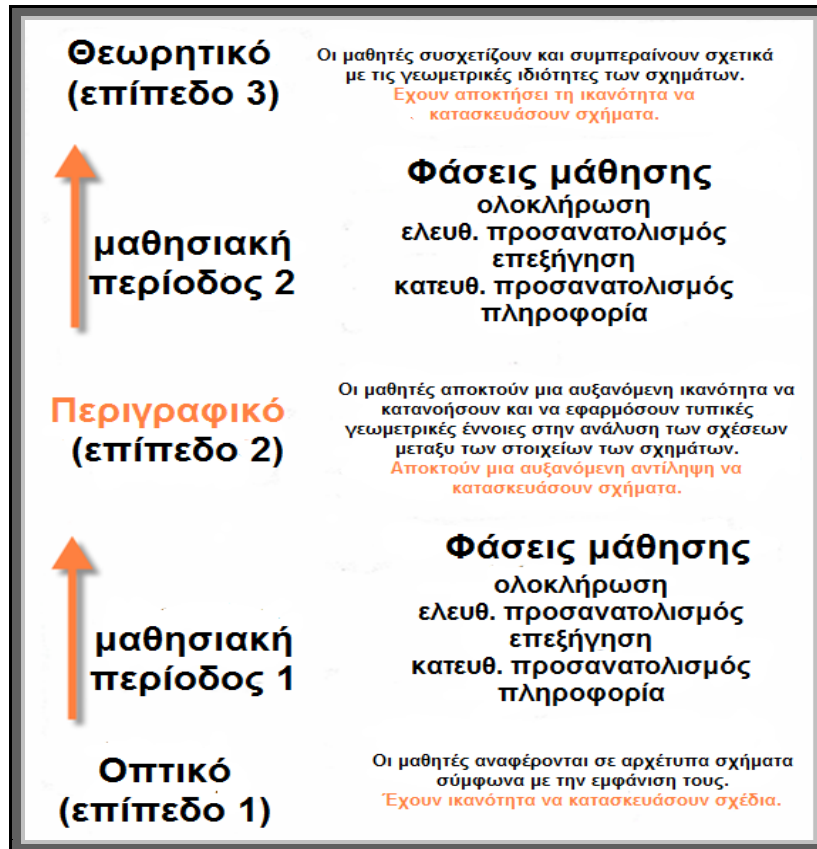 Θεωρητικό
(επίπεδο 3)
Οι μαθητές συσχετίζουν και συμπεραίνουν σχετικά
με τις γεωμετρικές ιδιότητες των σχημάτων.
Εχουν αποκτήσει τη ικανότητα να
κατασκευάσουν σχήματα.
Φάσεις μάθησης
ολοκλήρωση
ελευθ. προσανατολισμός
επεξήγηση
κατευθ. προσανατολισμός
πληροφορία
μαθησιακή
περίοδος 2
Περιγραφικό
(επίπεδο 2)
Οι μαθητές αποκτούν μια αυξανόμενη ικανότητα να
κατανοήσουν και να εφαρμόσουν τυπικές
γεωμετρικές έννοιες στην ανάλυση των σχέσεων
μεταξυ των στοιχείων των σχημάτων.
Αποκτούν μια αυξανόμενη αντίληψη να
κατασκευάσουν σχήματα.
Φάσεις μάθησης
ολοκλήρωση
ελευθ. προσανατολισμός
επεξήγηση
κατευθ. προσανατολισμός
πληροφορία
μαθησιακή
περίοδος 1
Οπτικό
(επίπεδο 1)
Οι μαθητές αναφέρονται σε αρχέτυπα σχήματα
σύμφωνα με την εμφάνιση τους.
Έχουν ικανότητα να κατασκευάσουν σχέδια.